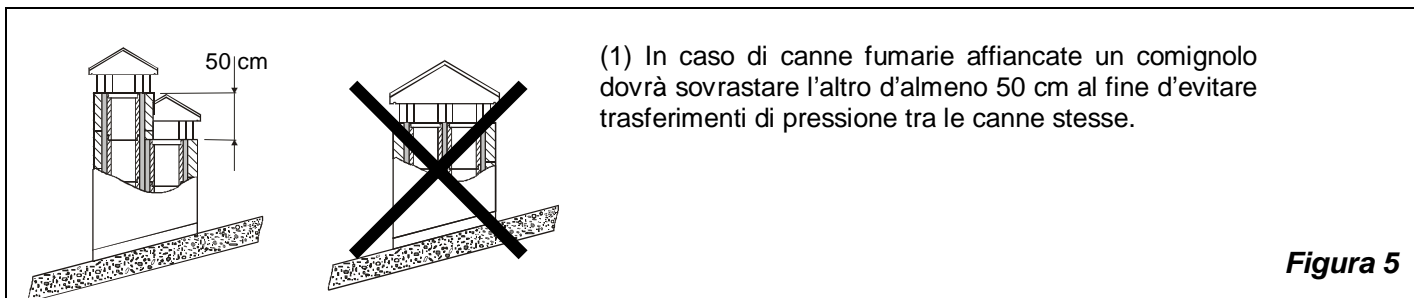 50 cm
(1) In caso di canne fumarie affiancate un comignolo
dovrà sovrastare l'altro d'almeno 50 cm al fine d'evitare
trasferimenti di pressione tra le canne stesse.
Figura 5